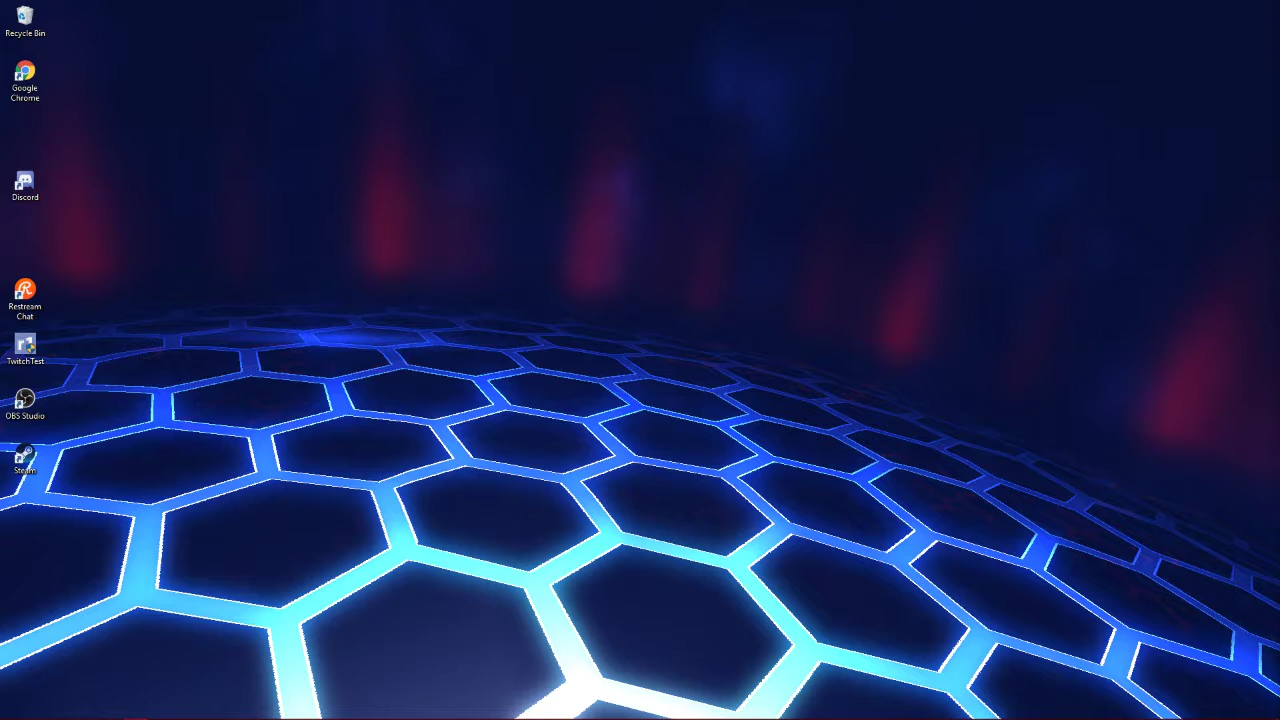 Recycle Bin
Google
Chrome
Discord
Restream
Chat
TwitchTest
OBS Studio
Steam